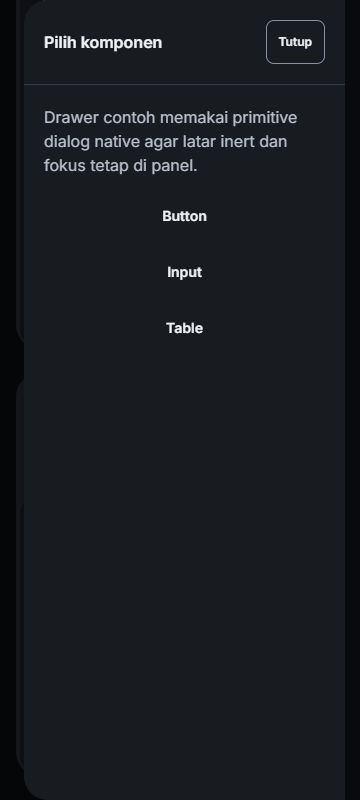 Pilih komponen
Tutup
Drawer contoh memakai primitive
dialog native agar latar inert dan
fokus tetap di panel.
Button
Input
Table